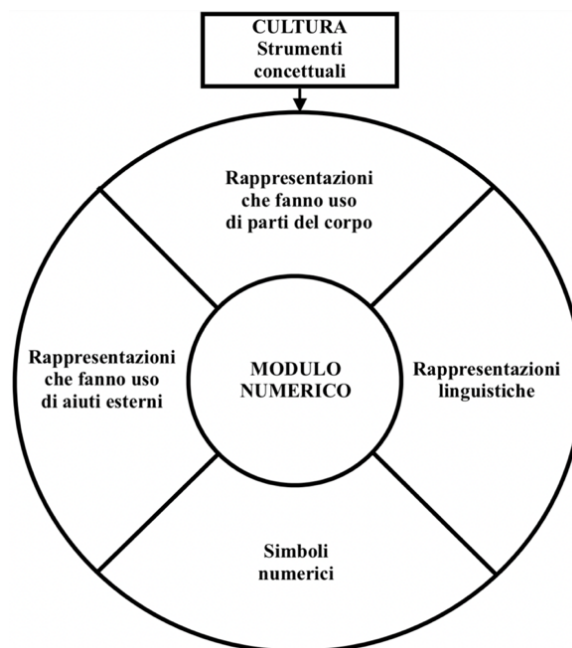 CULTURA
Strumenti
concettuali
Rappresentazioni
che fanno uso
di parti del corpo
Rappresentazioni
che fanno uso
di aiuti esterni
MODULO
NUMERICO
Rappresentazioni
linguistiche
Simboli
numerici